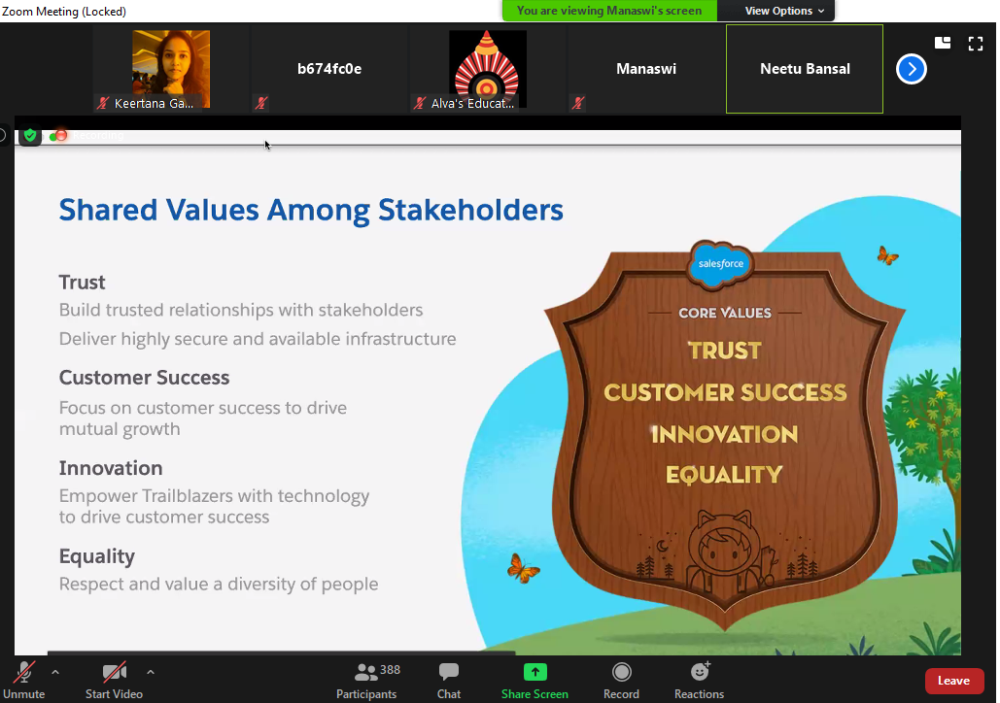 Zoom Meeting (Locked)
You are viewing Manaswi's screen
View Options
Keertana Ga...
b674fc0e
Alva's Educat...
Manaswi
Neetu Bansal
Recording
Shared Values Among Stakeholders
Trust
Build trusted relationships with stakeholders
Deliver highly secure and available infrastructure
Customer Success
Focus on customer success to drive
mutual growth
Innovation
Empower Trailblazers with technology
to drive customer success
Equality
Respect and value a diversity of people
salesforce
CORE VALUES
TRUST
CUSTOMER SUCCESS
INNOVATION
EQUALITY
Unmute
Start Video
Participants
388
Chat
Share Screen
Record
Reactions
Leave